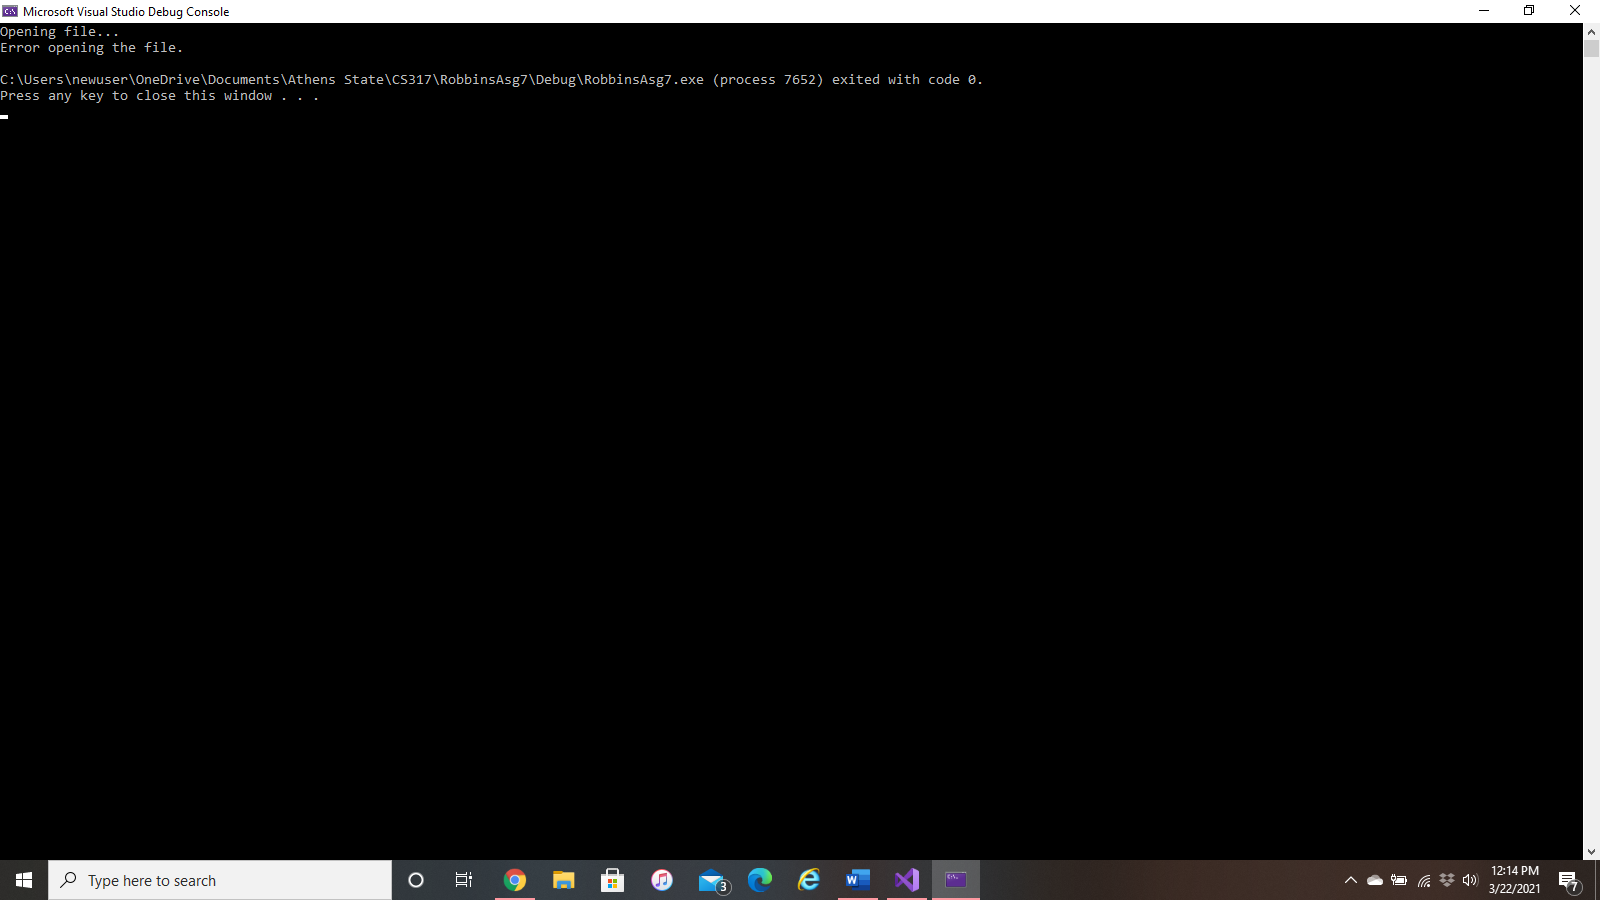 Microsoft Visual Studio Debug Console
Opening file...
Error opening the file.
C:\Users\newuser\OneDrive\Documents\Athens State\CS317\RobbinsAsg7\Debug\RobbinsAsg7.exe (process 7652) exited with code 0.
Press any key to close this window . . .
Type here to search
3
12:14 PM
3/22/2021
7